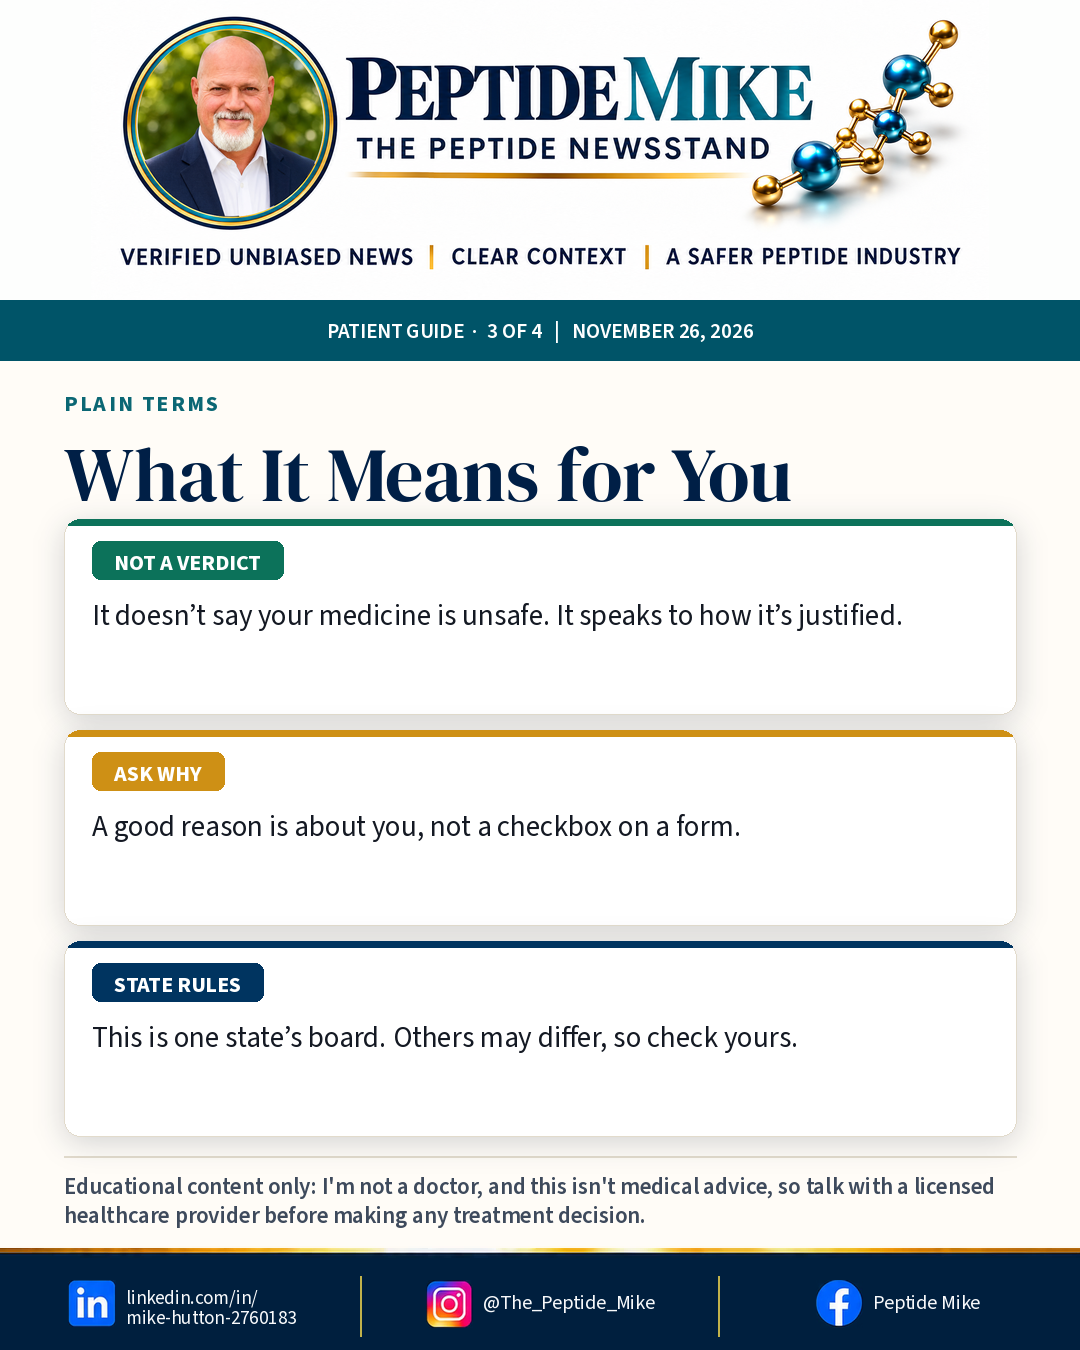 PEPTIDEMIKE
THE PEPTIDE NEWSSTAND
VERIFIED UNBIASED NEWS | CLEAR CONTEXT | A SAFER PEPTIDE INDUSTRY
PATIENT GUIDE · 3 OF 4 | NOVEMBER 26, 2026
PLAIN TERMS
What It Means for You
NOT A VERDICT
It doesn’t say your medicine is unsafe. It speaks to how it’s justified.
ASK WHY
A good reason is about you, not a checkbox on a form.
STATE RULES
This is one state’s board. Others may differ, so check yours.
Educational content only: I'm not a doctor, and this isn't medical advice, so talk with a licensed
healthcare provider before making any treatment decision.
linkedin.com/in/
mike-hutton-2760183
@The_Peptide_Mike
Peptide Mike